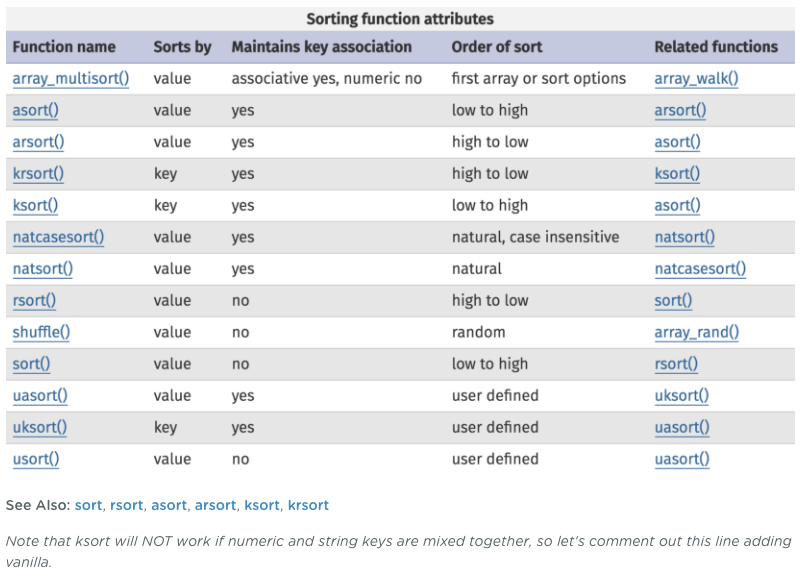 Sorting function attributes
Function name Sorts by Maintains key association Order of sort Related functions
array_multisort() value associative yes, numeric no first array or sort options array_walk()
asort() value yes low to high arsort()
arsort() value yes high to low asort()
krsort() key yes high to low ksort()
ksort() key yes low to high asort()
natcasesort() value yes natural, case insensitive natsort()
natsort() value yes natural natcasesort()
rsort() value no high to low sort()
shuffle() value no random array_rand()
sort() value no low to high rsort()
uasort() value yes user defined uksort()
uksort() key yes user defined uasort()
usort() value no user defined uasort()
See Also: sort, rsort, asort, arsort, ksort, krsort
Note that ksort will NOT work if numeric and string keys are mixed together, so let's comment out this line adding
vanilla.